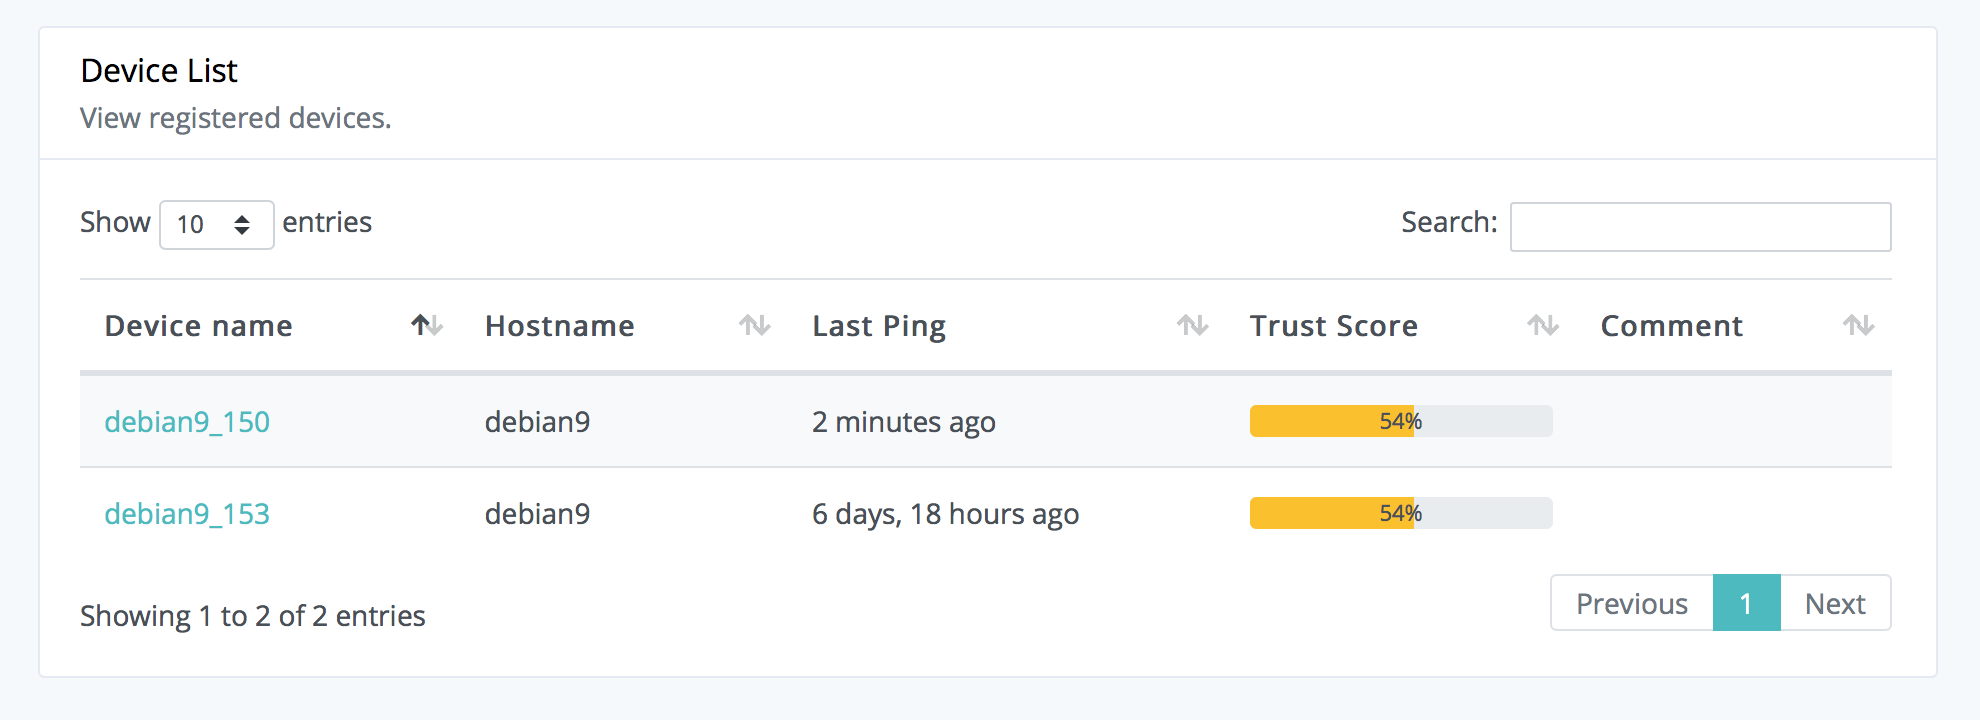 Device List
View registered devices.
Show 10 entries Search:
Device name Hostname Last Ping Trust Score Comment
debian9_150 debian9 2 minutes ago 54%
debian9_153 debian9 6 days, 18 hours ago 54%
Showing 1 to 2 of 2 entries Previous 1 Next